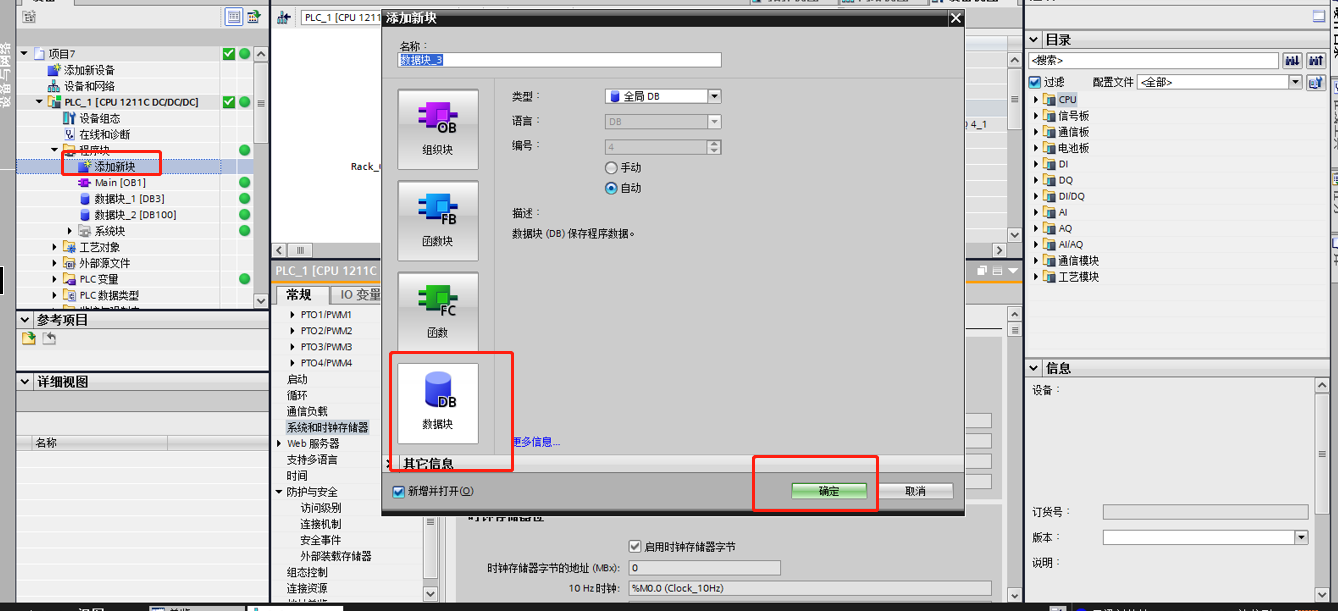 设备与网络
项目7
添加新设备
设备和网络
PLC_1 [CPU 1211C DC/DC/DC]
设备组态
在线和诊断
程序块
添加新块
Main [OB1]
数据块_1 [DB3]
数据块_2 [DB100]
系统块
工艺对象
外部源文件
PLC 变量
PLC 数据类型
参考项目
详细视图
名称
PLC_1 [CPU 1211
Rack_
4_1
PLC_1 [CPU 1211C
常规
IO 变量
PTO1/PWM1
PTO2/PWM2
PTO3/PWM3
PTO4/PWM4
启动
循环
通信负载
系统和时钟存储器
Web 服务器
支持多语言
时间
防护与安全
访问级别
连接机制
安全事件
外部装载存储器
组态控制
连接资源
启用时钟存储器字节
时钟存储器字节的地址 (MBx):
0
10 Hz 时钟:
%M0.0 (Clock_10Hz)
添加新块
名称：
数据块_3
OB
组织块
FB
函数块
FC
函数
DB
数据块
类型：
全局 DB
语言：
DB
编号：
4
手动
自动
描述：
数据块 (DB) 保存程序数据。
更多信息...
其它信息
新增并打开(O)
确定
取消
目录
<搜索>
过滤
配置文件
<全部>
CPU
信号板
通信板
电池板
DI
DQ
DI/DQ
AI
AQ
AI/AQ
通信模块
工艺模块
信息
设备：
订货号：
版本：
说明：